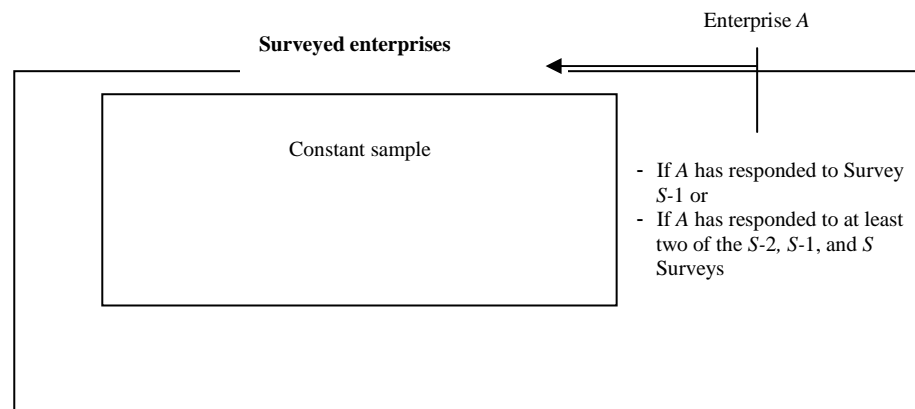 Enterprise A
Surveyed enterprises
Constant sample
- If A has responded to Survey
S-1 or
- If A has responded to at least
two of the S-2, S-1, and S
Surveys